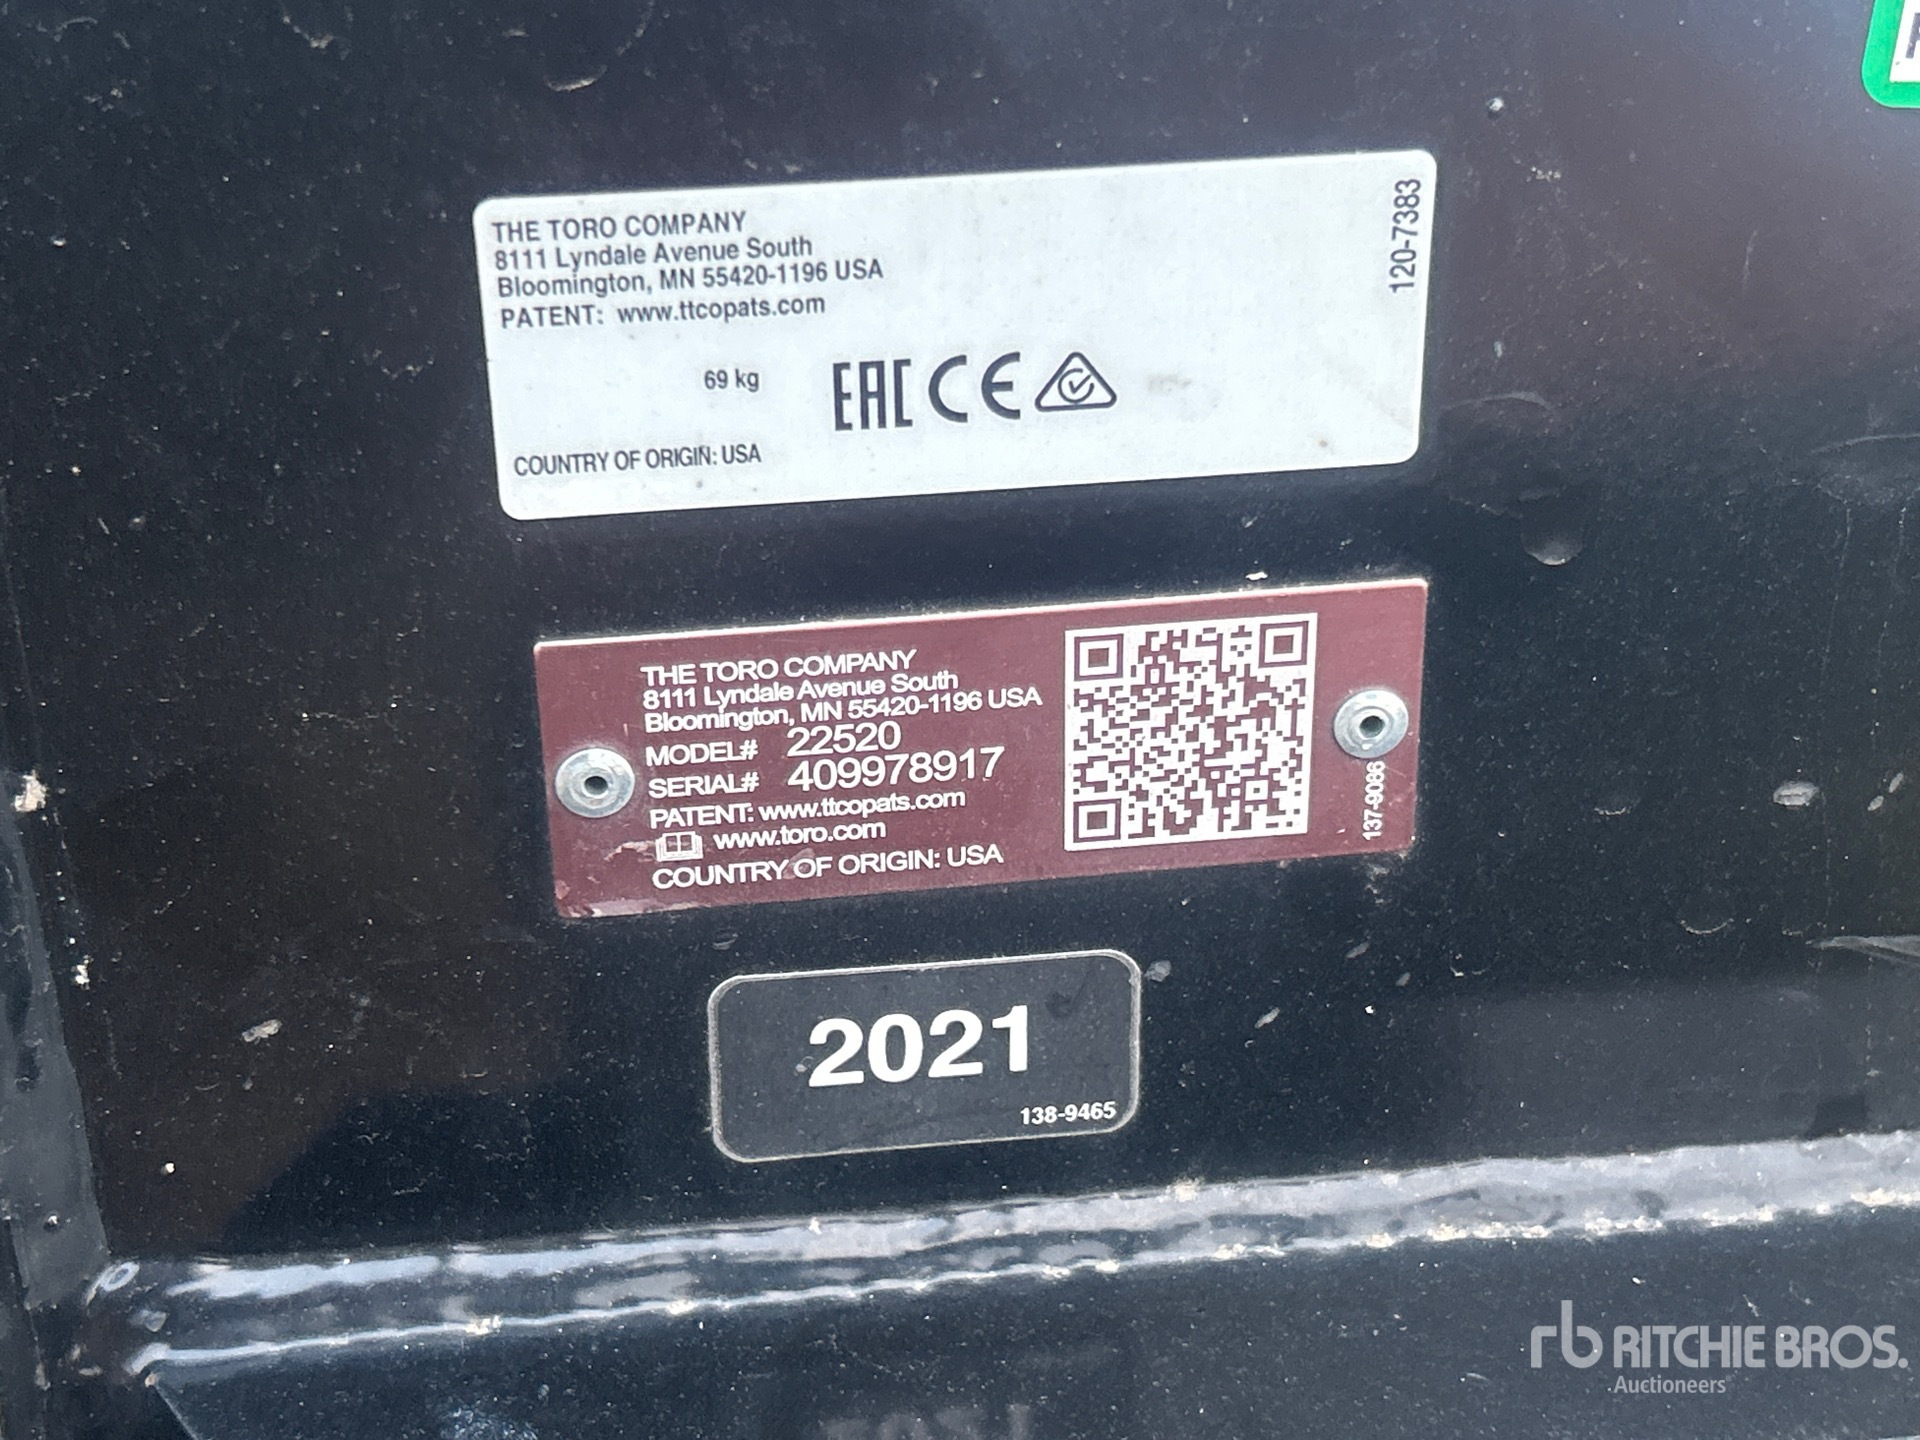 THE TORO COMPANY
8111 Lyndale Avenue South
Bloomington, MN 55420-1196 USA
PATENT: www.ttcopats.com
120-7383
69 kg
EAC CE
COUNTRY OF ORIGIN: USA
THE TORO COMPANY
8111 Lyndale Avenue South
Bloomington, MN 55420-1196 USA
MODEL# 22520
SERIAL# 409978917
PATENT: www.ttcopats.com
www.toro.com
COUNTRY OF ORIGIN: USA
137-9086
2021
138-9465
rb RITCHIE BROS.
Auctioneers